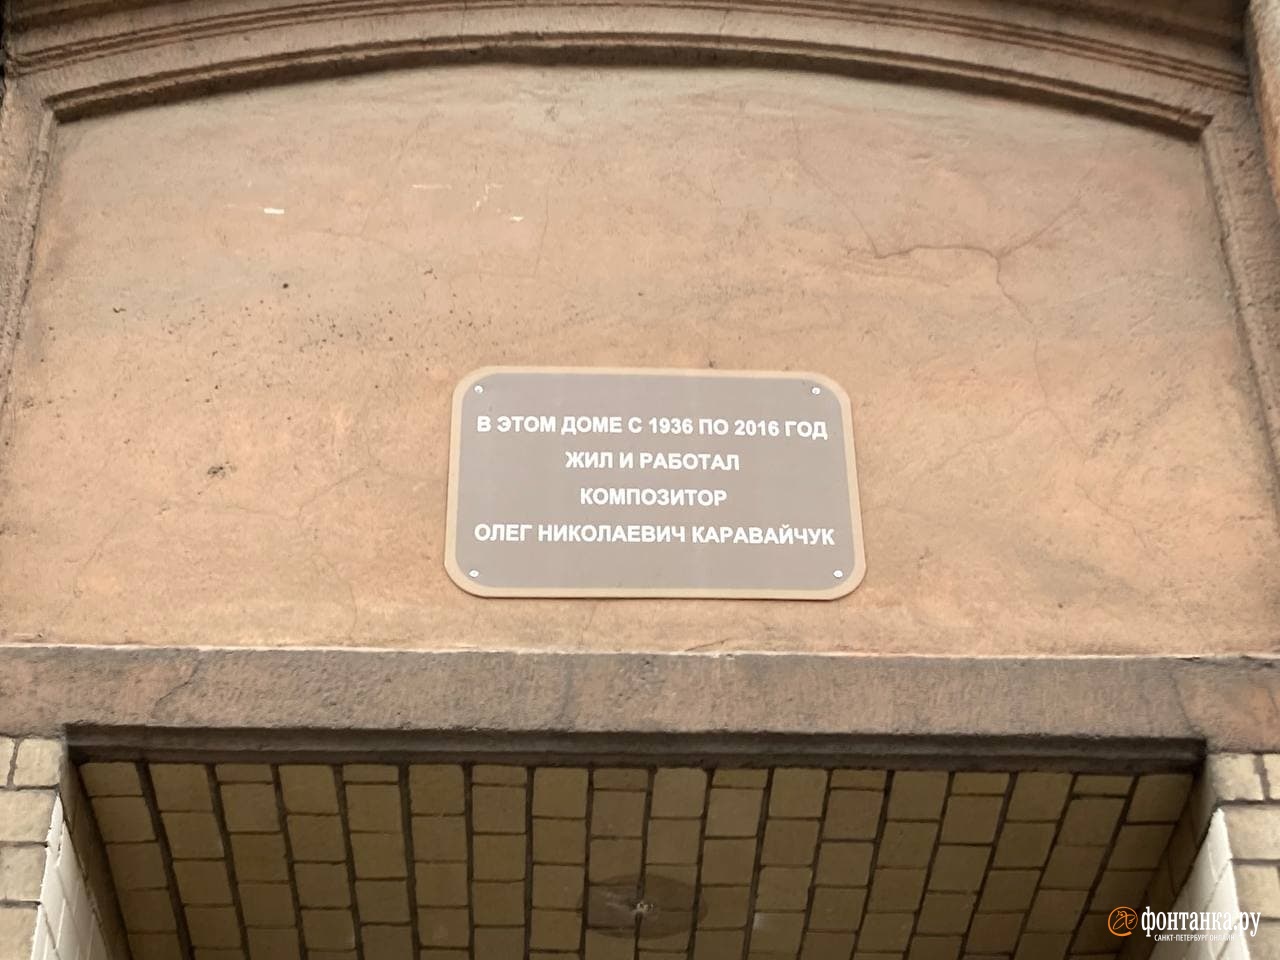 В ЭТОМ ДОМЕ С 1936 ПО 2016 ГОД
ЖИЛ И РАБОТАЛ
КОМПОЗИТОР
ОЛЕГ НИКОЛАЕВИЧ КАРАВАЙЧУК
фонтанка.ру
САНКТ-ПЕТЕРБУРГ ОНЛАЙН